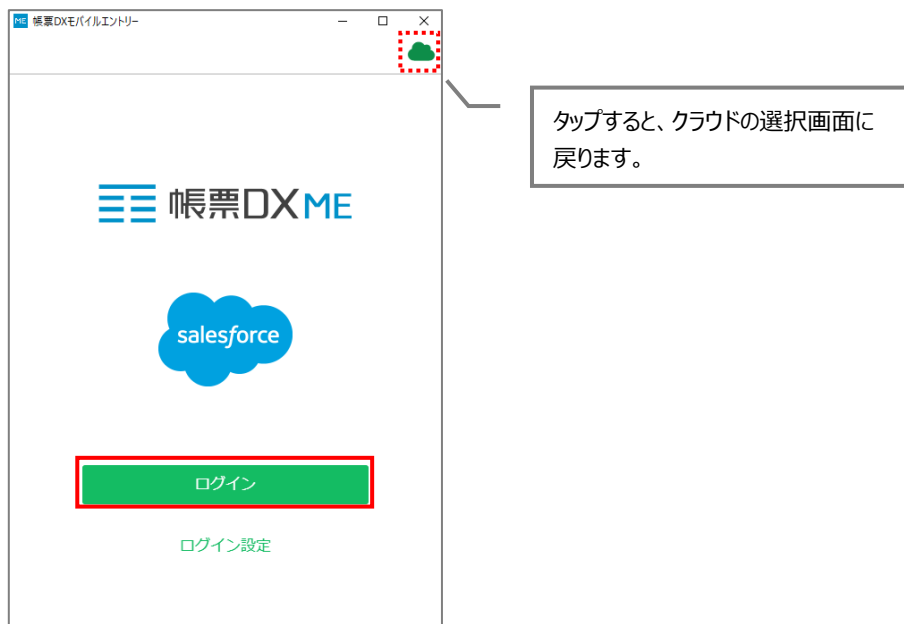 ME 帳票DXモバイルエントリー
タップすると、クラウドの選択画面に
戻ります。
帳票DX ME
salesforce
ログイン
ログイン設定